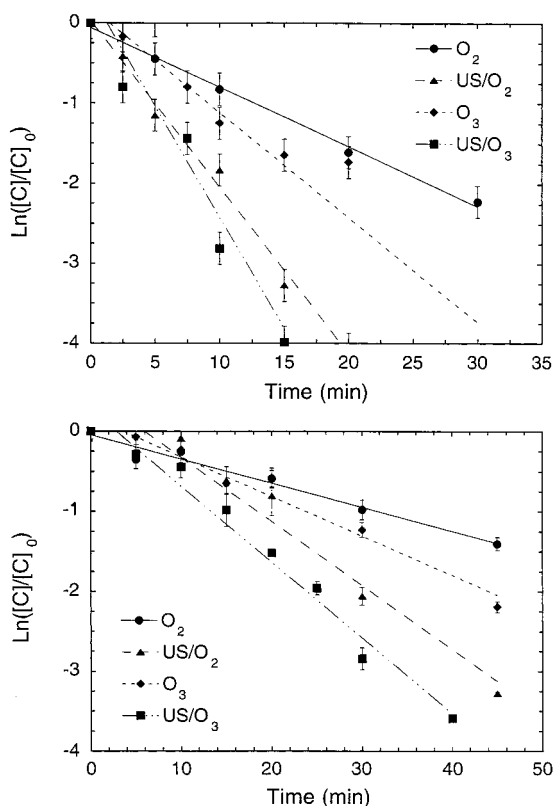 0
-1
-2
-3
-4
Ln([C]/[C]₀)
O₂
US/O₂
O₃
US/O₃
0 5 10 15 20 25 30 35
Time (min)
0
-1
-2
-3
-4
Ln([C]/[C]₀)
O₂
US/O₂
O₃
US/O₃
0 10 20 30 40 50
Time (min)